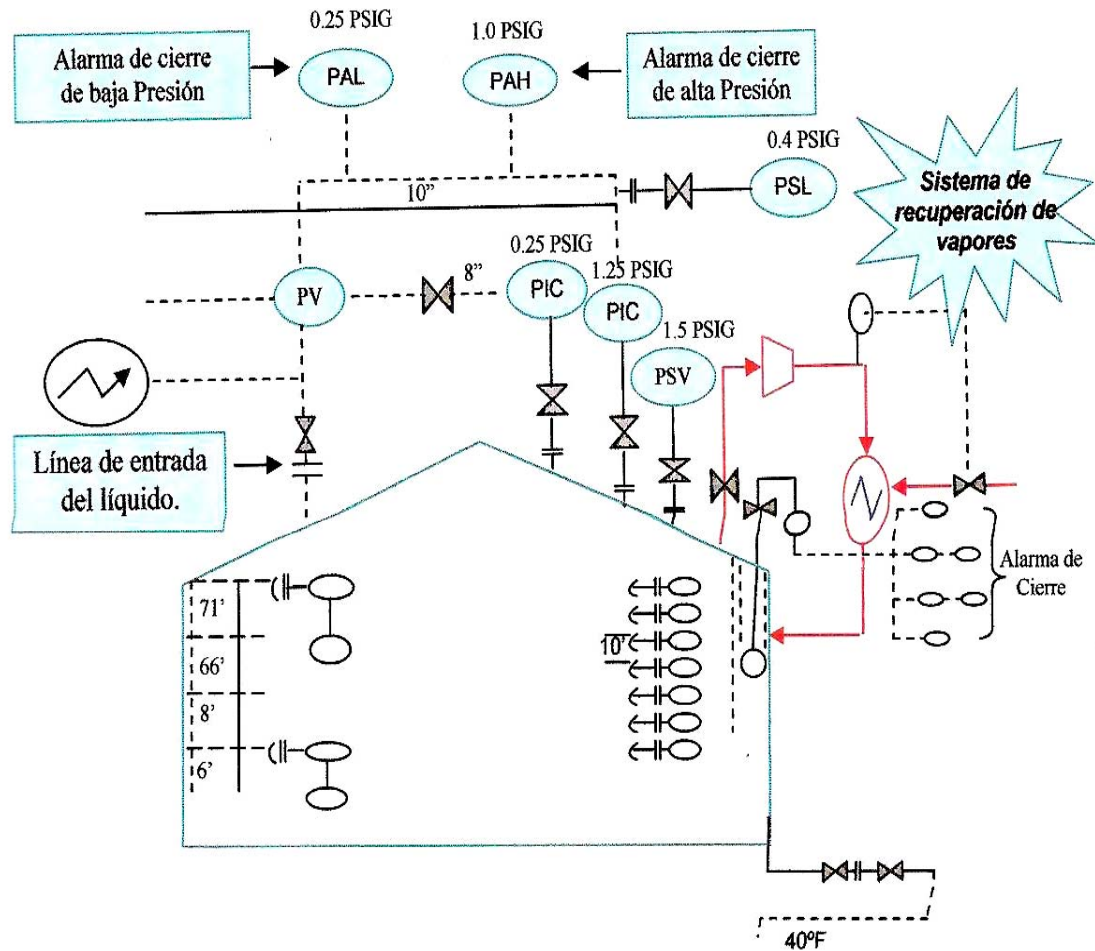 0.25 PSIG
1.0 PSIG
Alarma de cierre
de baja Presión
PAL
PAH
Alarma de cierre
de alta Presión
0.4 PSIG
PSL
Sistema de
recuperación de
vapores
10”
0.25 PSIG
8”
1.25 PSIG
PV
PIC
PIC
1.5 PSIG
PSV
Línea de entrada
del líquido.
Alarma de
Cierre
71’
66’
8’
6’
10’
40ºF